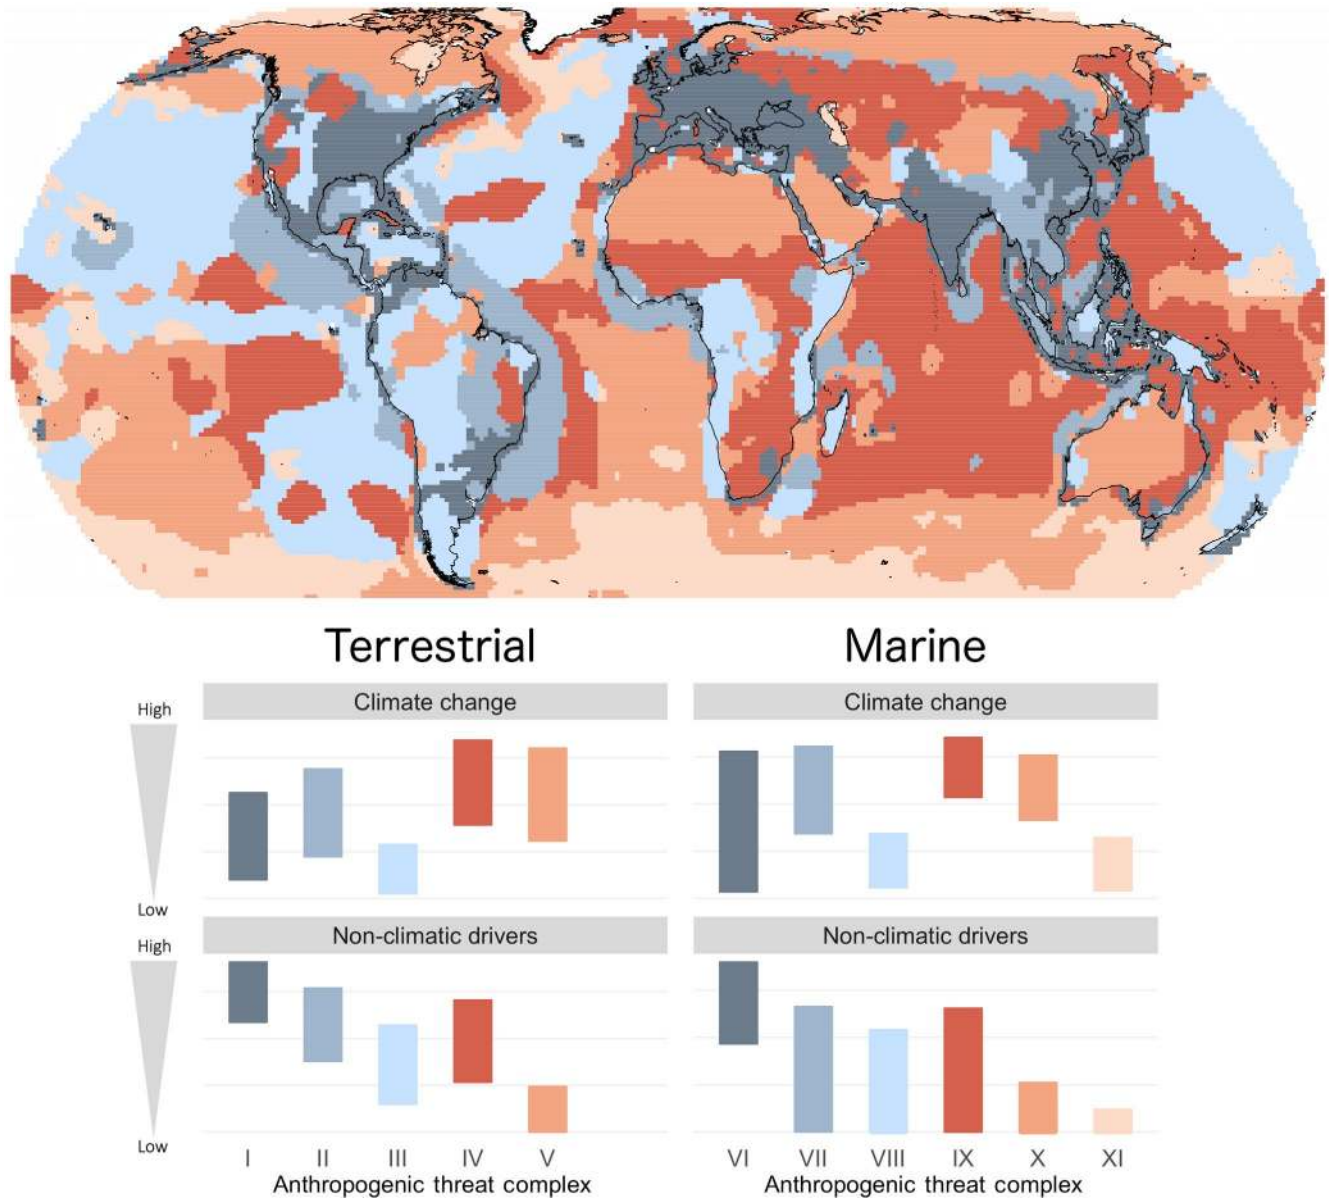 Terrestrial Marine
Climate change Climate change
High
Low
Non-climatic drivers Non-climatic drivers
High
Low
I II III IV V VI VII VIII IX X XI
Anthropogenic threat complex Anthropogenic threat complex